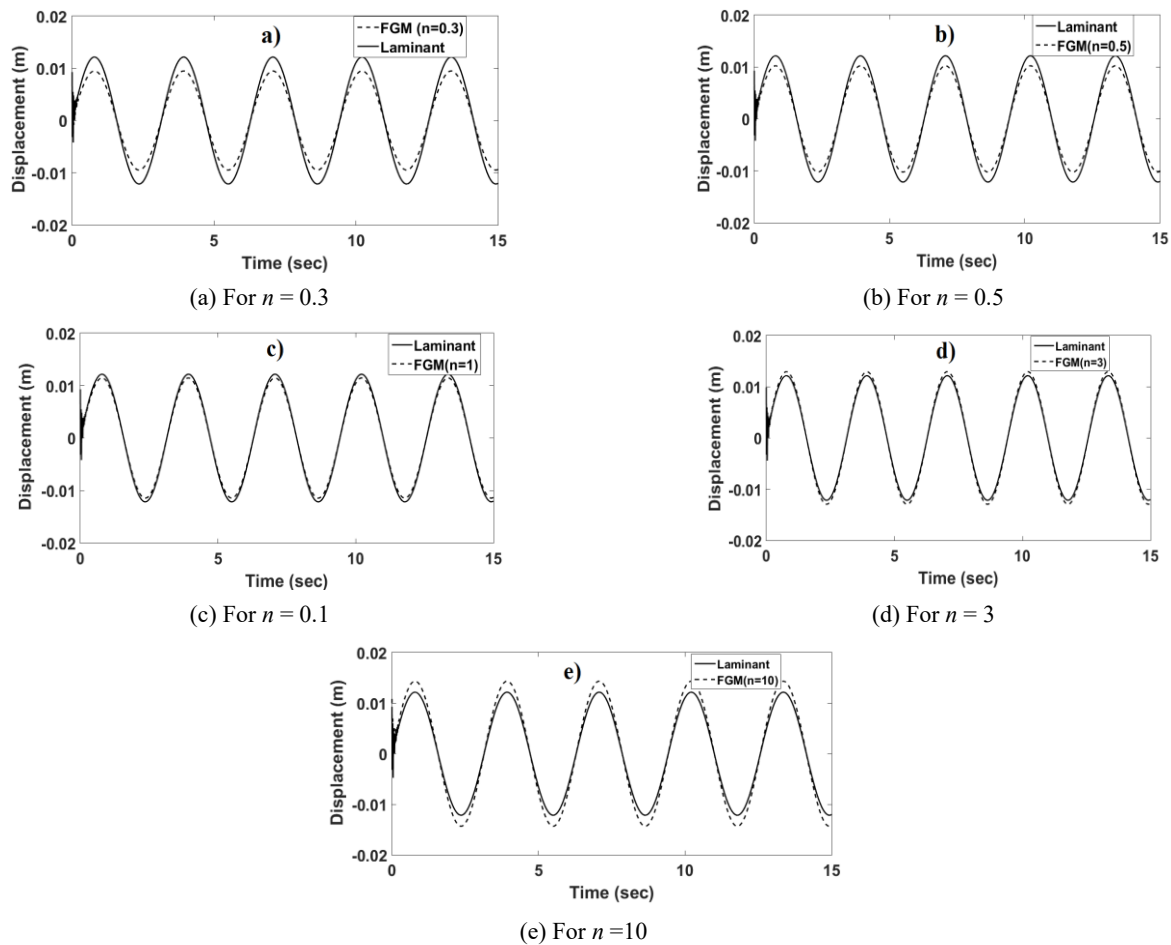 a)
FGM (n=0.3)
Laminant
Displacement (m)
0.02
0.01
0
-0.01
-0.02
0 5 10 15
Time (sec)
(a) For n = 0.3
b)
Laminant
FGM(n=0.5)
Displacement (m)
0.02
0.01
0
-0.01
-0.02
0 5 10 15
Time (sec)
(b) For n = 0.5
c)
Laminant
FGM(n=1)
Displacement (m)
0.02
0.01
0
-0.01
-0.02
0 5 10 15
Time (sec)
(c) For n = 0.1
d)
Laminant
FGM(n=3)
Displacement (m)
0.02
0.01
0
-0.01
-0.02
0 5 10 15
Time (sec)
(d) For n = 3
e)
Laminant
FGM(n=10)
Displacement (m)
0.02
0.01
0
-0.01
-0.02
0 5 10 15
Time (sec)
(e) For n =10